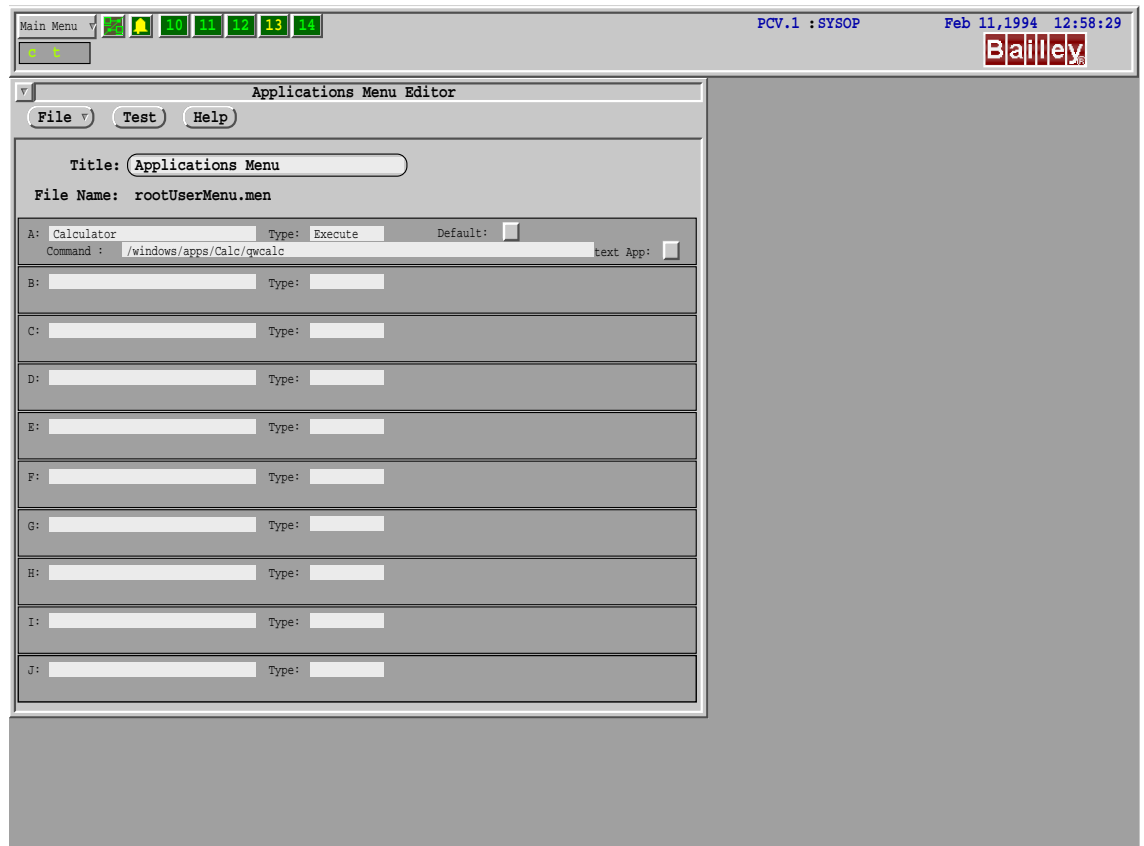 Main Menu 10 11 12 13 14 PCV.1 :SYSOP Feb 11,1994 12:58:29
c t Bailey®
Applications Menu Editor
File Test Help
Title: Applications Menu
File Name: rootUserMenu.men
A: Calculator Type: Execute Default:
Command : /windows/apps/Calc/qwcalc text App:
B: Type:
C: Type:
D: Type:
E: Type:
F: Type:
G: Type:
H: Type:
I: Type:
J: Type: